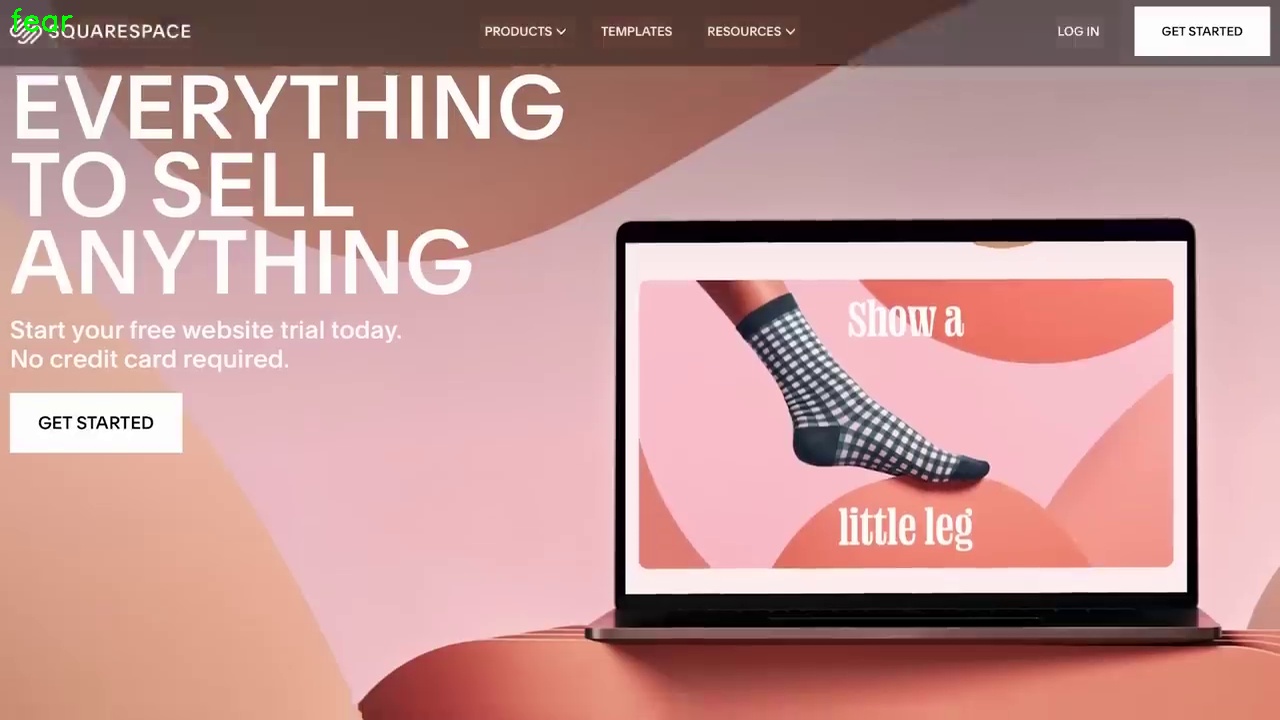 fear
SQUARESPACE
PRODUCTS
TEMPLATES
RESOURCES
LOG IN
GET STARTED
EVERYTHING
TO SELL
ANYTHING
Start your free website trial today.
No credit card required.
GET STARTED
Show a
little leg